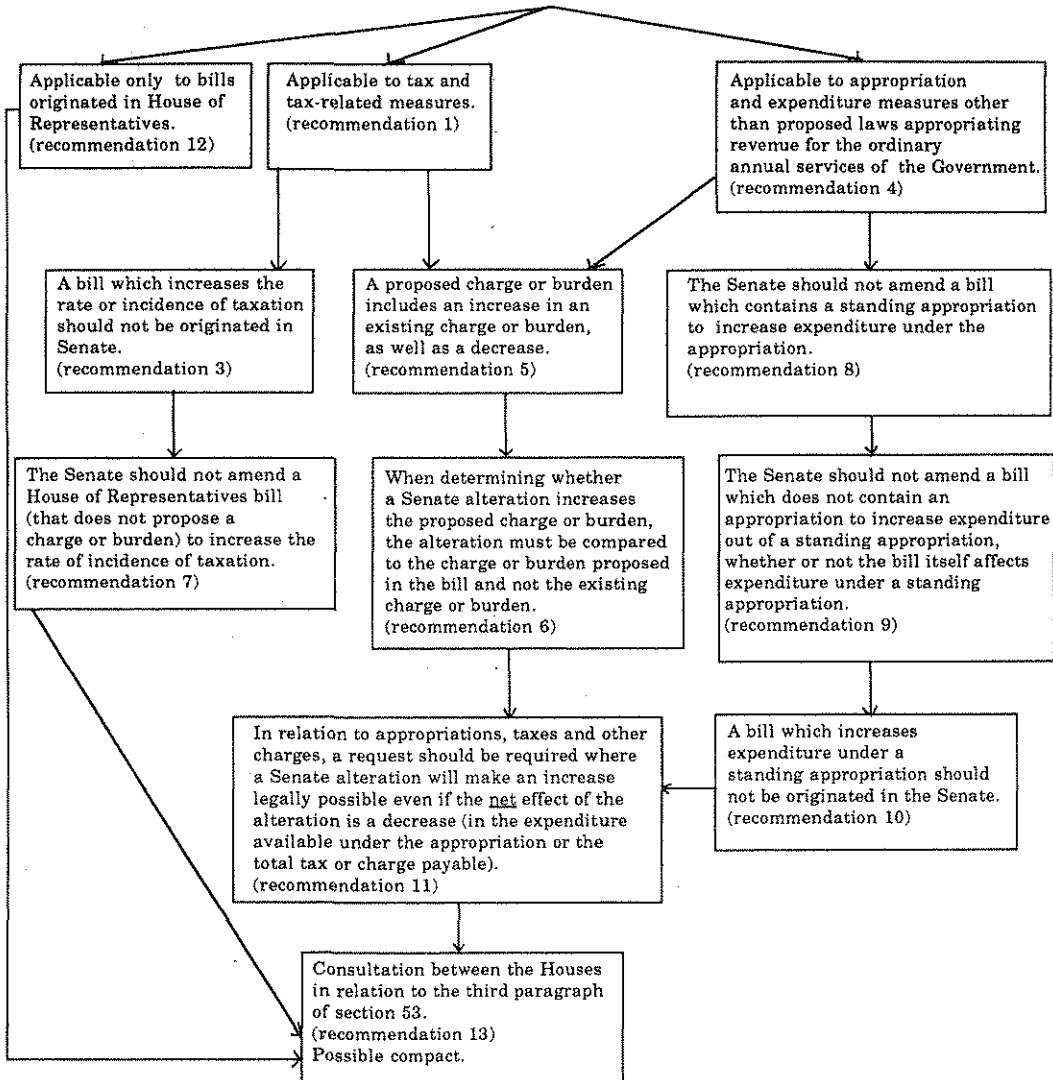 Applicable only to bills
originated in House of
Representatives.
(recommendation 12)
Applicable to tax and
tax-related measures.
(recommendation 1)
Applicable to appropriation
and expenditure measures other
than proposed laws appropriating
revenue for the ordinary
annual services of the Government.
(recommendation 4)
A bill which increases the
rate or incidence of taxation
should not be originated in
Senate.
(recommendation 3)
A proposed charge or burden
includes an increase in an
existing charge or burden,
as well as a decrease.
(recommendation 5)
The Senate should not amend a bill
which contains a standing appropriation
to increase expenditure under the
appropriation.
(recommendation 8)
The Senate should not amend a
House of Representatives bill
(that does not propose a
charge or burden) to increase the
rate of incidence of taxation.
(recommendation 7)
When determining whether
a Senate alteration increases
the proposed charge or burden,
the alteration must be compared
to the charge or burden proposed
in the bill and not the existing
charge or burden.
(recommendation 6)
The Senate should not amend a bill
which does not contain an
appropriation to increase expenditure
out of a standing appropriation,
whether or not the bill itself affects
expenditure under a standing
appropriation.
(recommendation 9)
In relation to appropriations, taxes and other
charges, a request should be required where
a Senate alteration will make an increase
legally possible even if the net effect of the
alteration is a decrease (in the expenditure
available under the appropriation or the
total tax or charge payable).
(recommendation 11)
A bill which increases
expenditure under a
standing appropriation should
not be originated in the Senate.
(recommendation 10)
Consultation between the Houses
in relation to the third paragraph
of section 53.
(recommendation 13)
Possible compact.